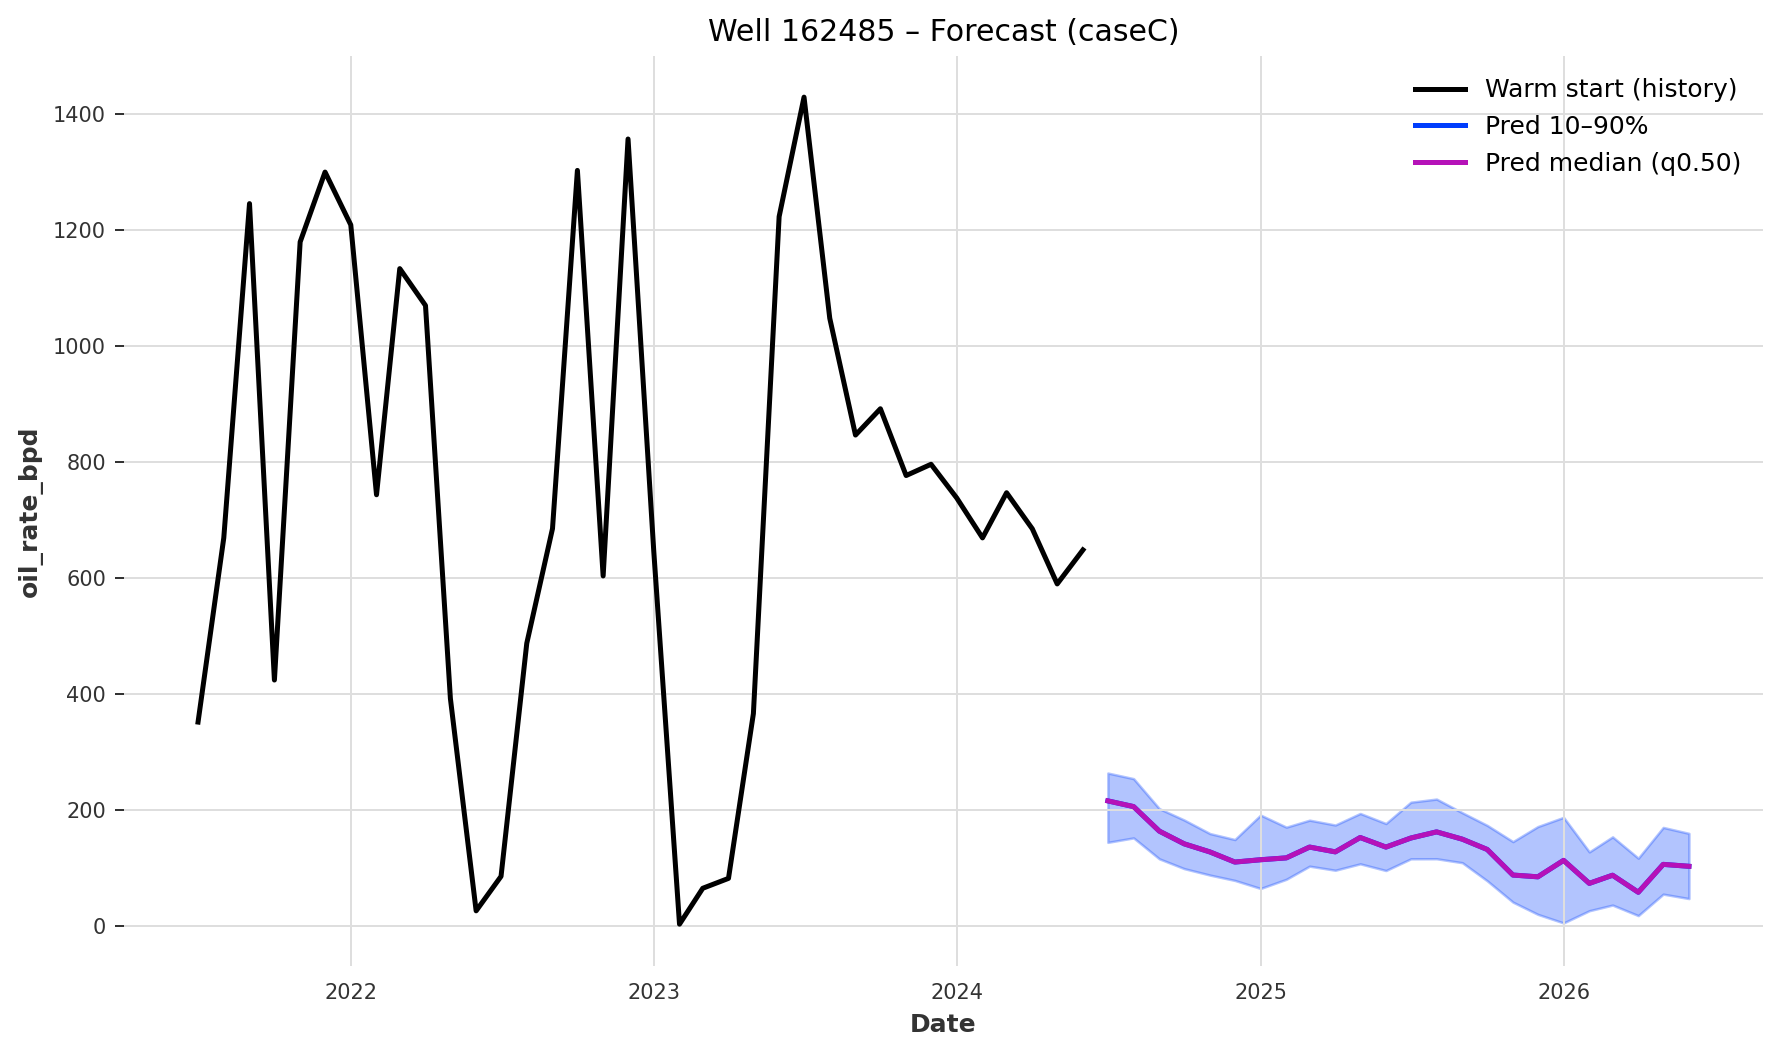 Well 162485 – Forecast (caseC)
Warm start (history)
Pred 10–90%
Pred median (q0.50)
oil_rate_bpd
1400
1200
1000
800
600
400
200
0
2022
2023
2024
2025
2026
Date